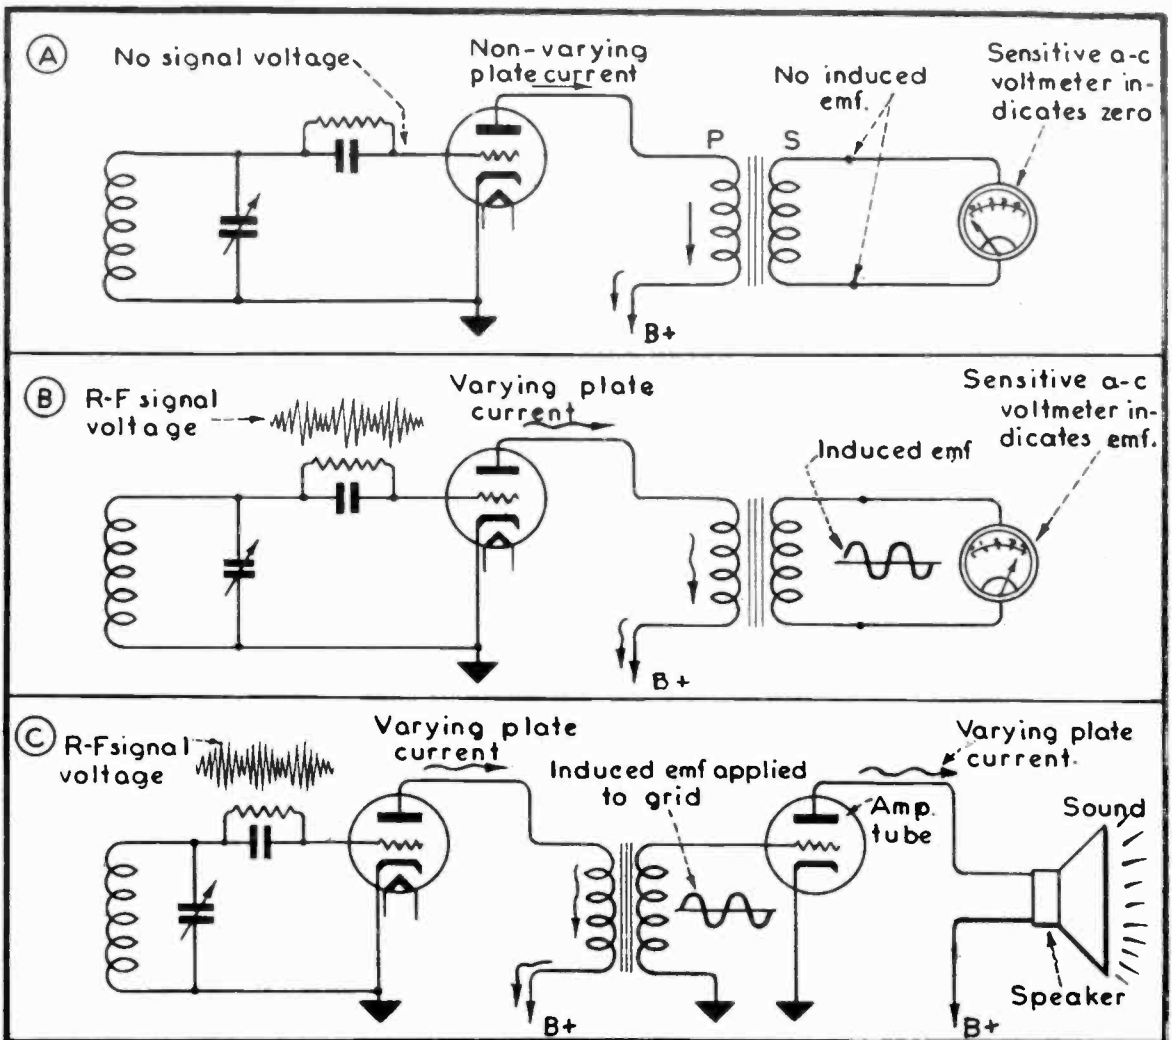 A
No signal voltage
Non-varying
plate current
No induced
emf.
Sensitive a-c
voltmeter in-
dicates zero
P
S
B+
B
R-F signal
voltage
Varying plate
current
Induced emf
Sensitive a-c
voltmeter in-
dicates emf.
B+
C
R-F signal
voltage
Varying plate
current
Induced emf applied
to grid
Amp.
tube
Varying plate
current.
Sound
Speaker
B+
B+